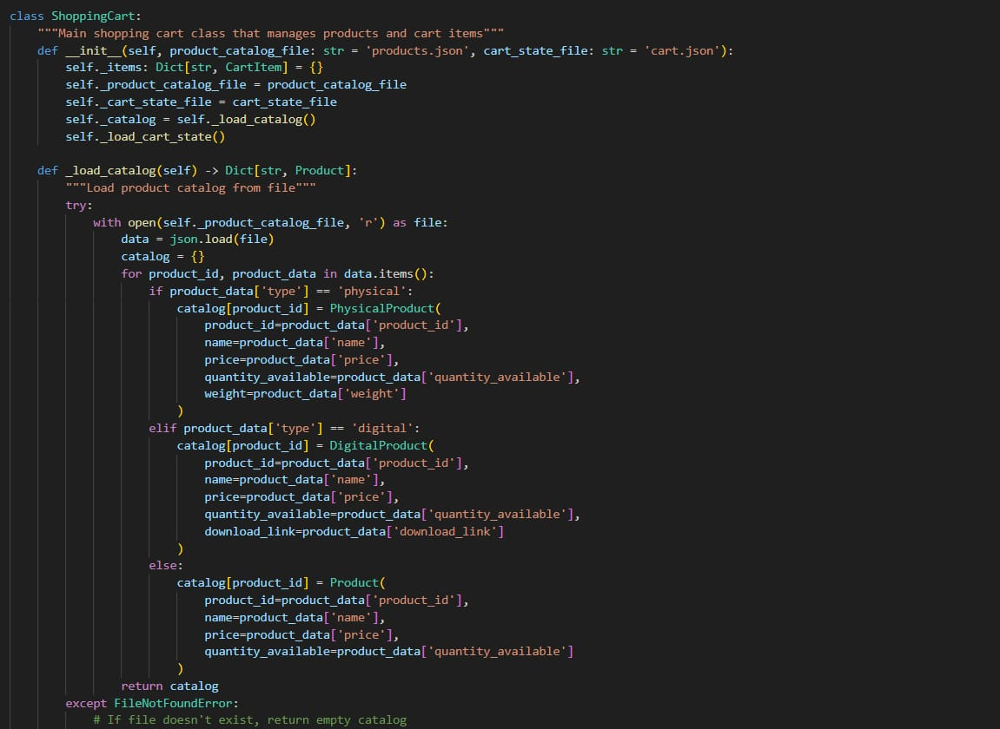 class ShoppingCart:
    """Main shopping cart class that manages products and cart items"""
    def __init__(self, product_catalog_file: str = 'products.json', cart_state_file: str = 'cart.json'):
        self._items: Dict[str, CartItem] = {}
        self._product_catalog_file = product_catalog_file
        self._cart_state_file = cart_state_file
        self._catalog = self._load_catalog()
        self._load_cart_state()

    def _load_catalog(self) -> Dict[str, Product]:
        """Load product catalog from file"""
        try:
            with open(self._product_catalog_file, 'r') as file:
                data = json.load(file)
                catalog = {}
                for product_id, product_data in data.items():
                    if product_data['type'] == 'physical':
                        catalog[product_id] = PhysicalProduct(
                            product_id=product_data['product_id'],
                            name=product_data['name'],
                            price=product_data['price'],
                            quantity_available=product_data['quantity_available'],
                            weight=product_data['weight']
                        )
                    elif product_data['type'] == 'digital':
                        catalog[product_id] = DigitalProduct(
                            product_id=product_data['product_id'],
                            name=product_data['name'],
                            price=product_data['price'],
                            quantity_available=product_data['quantity_available'],
                            download_link=product_data['download_link']
                        )
                    else:
                        catalog[product_id] = Product(
                            product_id=product_data['product_id'],
                            name=product_data['name'],
                            price=product_data['price'],
                            quantity_available=product_data['quantity_available']
                        )
                return catalog
        except FileNotFoundError:
            # If file doesn't exist, return empty catalog